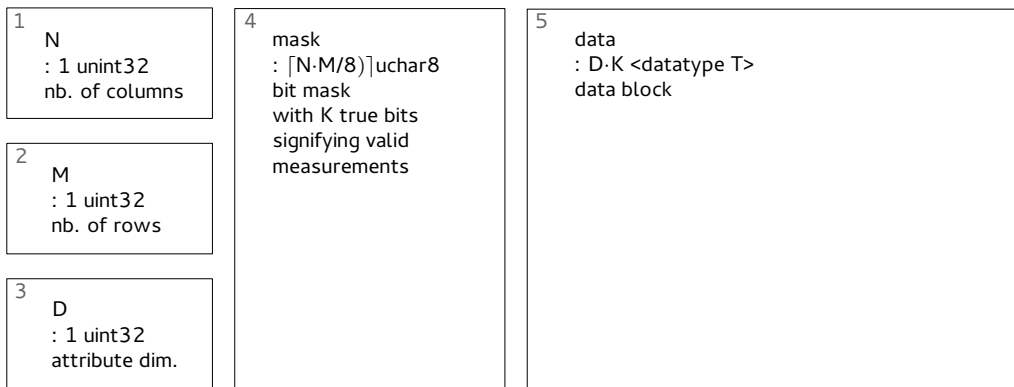 1
N
: 1 unint32
nb. of columns
2
M
: 1 uint32
nb. of rows
3
D
: 1 uint32
attribute dim.
4
mask
: ⌈N·M/8)⌉uchar8
bit mask
with K true bits
signifying valid
measurements
5
data
: D·K <datatype T>
data block